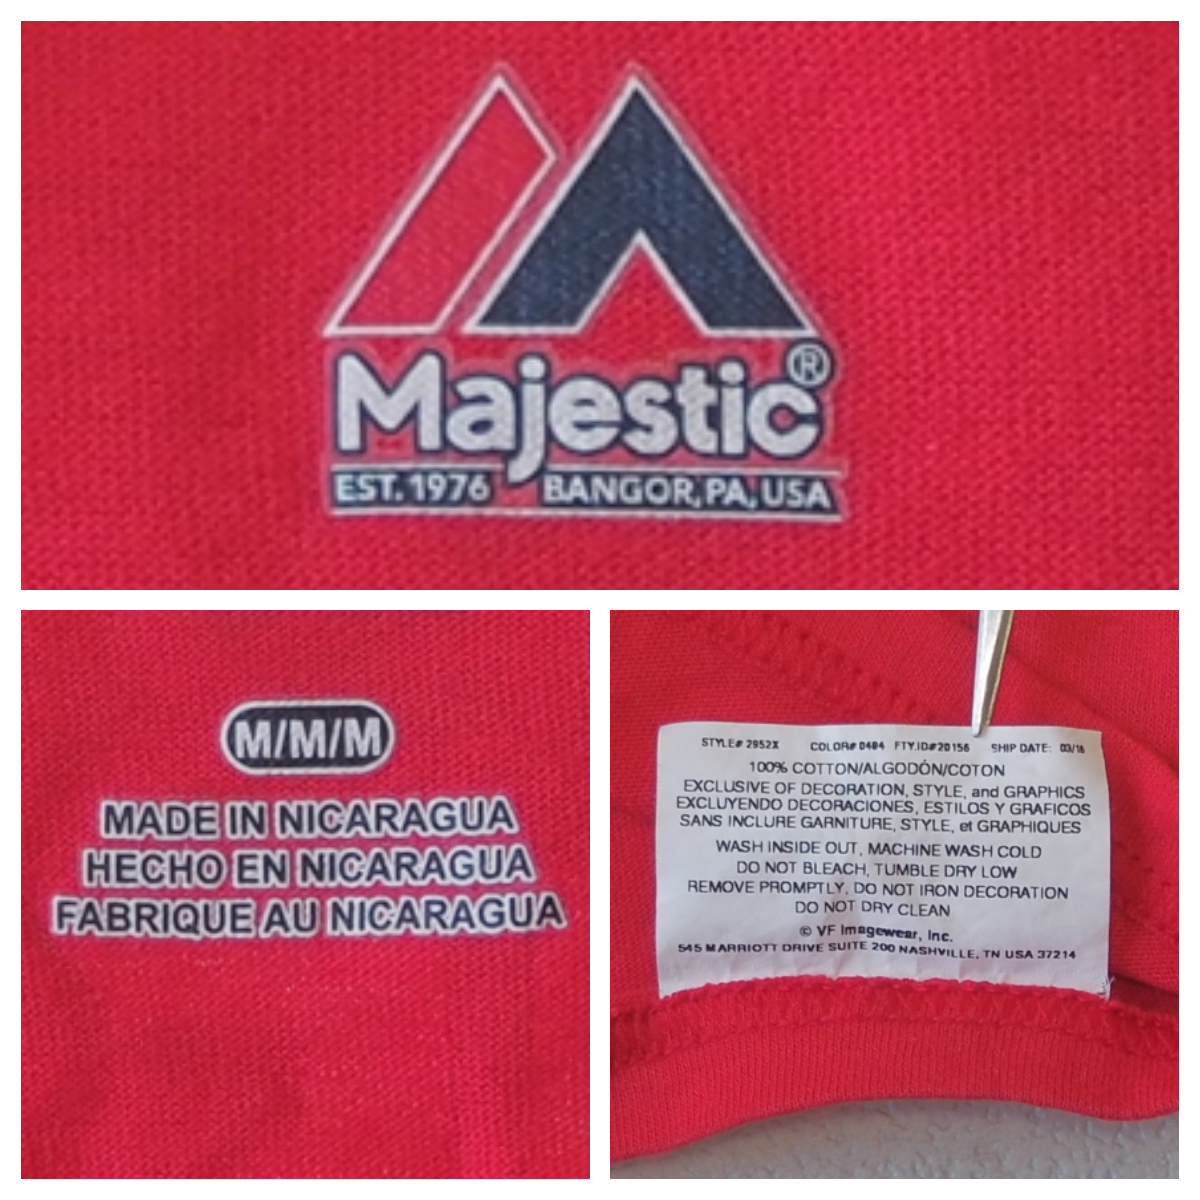 Majestic®
EST. 1976 BANGOR, PA, USA
M/M/M
MADE IN NICARAGUA
HECHO EN NICARAGUA
FABRIQUE AU NICARAGUA
STYLE# 2952X COLOR# 0484 FTY.ID#20156 SHIP DATE: 03/16
100% COTTON/ALGODÓN/COTON
EXCLUSIVE OF DECORATION, STYLE, and GRAPHICS
EXCLUYENDO DECORACIONES, ESTILOS Y GRAFICOS
SANS INCLURE GARNITURE, STYLE, et GRAPHIQUES
WASH INSIDE OUT, MACHINE WASH COLD
DO NOT BLEACH, TUMBLE DRY LOW
REMOVE PROMPTLY, DO NOT IRON DECORATION
DO NOT DRY CLEAN
© VF Imagewear, Inc.
545 MARRIOTT DRIVE SUITE 200 NASHVILLE, TN USA 37214